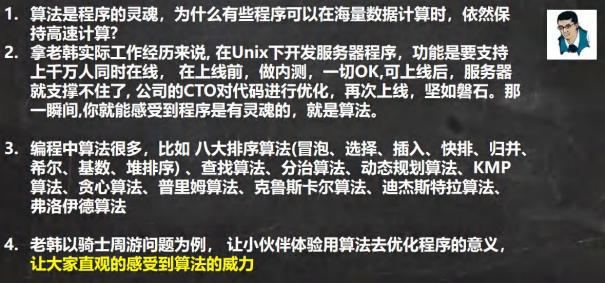 1. 算法是程序的灵魂，为什么有些程序可以在海量数据计算时，依然保
持高速计算？
2. 拿老韩实际工作经历来说, 在Unix下开发服务器程序，功能是要支持
上千万人同时在线， 在上线前，做内测，一切OK,可上线后，服务器
就支撑不住了, 公司的CTO对代码进行优化，再次上线，坚如磐石。那
一瞬间,你就能感受到程序是有灵魂的，就是算法。
3. 编程中算法很多，比如 八大排序算法(冒泡、选择、插入、快排、归并、
希尔、基数、堆排序) 、查找算法、分治算法、动态规划算法、KMP
算法、贪心算法、普里姆算法、克鲁斯卡尔算法、迪杰斯特拉算法、
弗洛伊德算法
4. 老韩以骑士周游问题为例， 让小伙伴体验用算法去优化程序的意义，
让大家直观的感受到算法的威力